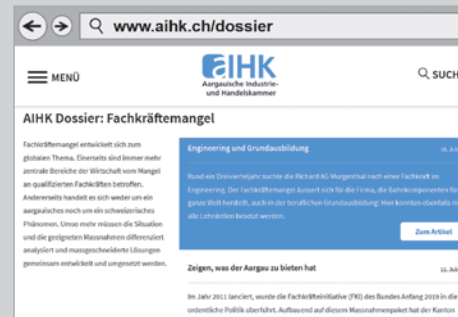 www.aihk.ch/dossier
MENÜ
AIHK
Aargauische Industrie-
und Handelskammer
SUCH
AIHK Dossier: Fachkräftemangel
Fachkräftemangel entwickelt sich zum
globalen Thema. Einerseits sind immer mehr
zentrale Bereiche der Wirtschaft vom Mangel
an qualifizierten Fachkräften betroffen.
Andererseits handelt es sich weder um ein
aargauisches noch um ein schweizerisches
Phänomen. Umso mehr müssen die Situation
und die geeigneten Massnahmen differenziert
analysiert und massgeschneiderte Lösungen
gemeinsam entwickelt und umgesetzt werden.
Engineering und Grundausbildung
Rund ein Dreivierteljahr suchte die Richard AG Murgenthal nach einer Fachkraft im
Engineering. Der Fachkräftemangel äussert sich für die Firma, die Bahnkomponenten für
ganze Welt herstellt, auch in der beruflichen Grundausbildung: Hier konnten ebenfalls
alle Lehrstellen besetzt werden.
Zum Artikel
Zeigen, was der Aargau zu bieten hat
11.
Im Jahr 2011 lanciert, wurde die Fachkräfteinitiative (FKI) des Bundes Anfang 2019 in die
ordentliche Politik überführt. Aufbauend auf diesem Massnahmenpaket hat der Kanton